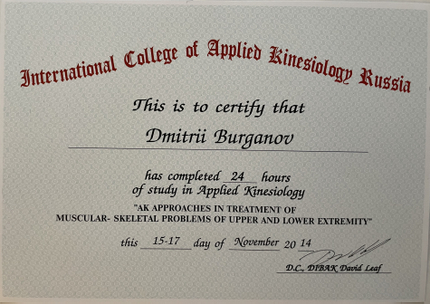 International College of Applied Kinesiology Russia
This is to certify that
Dmitrii Burganov
has completed 24 hours
of study in Applied Kinesiology
"AK APPROACHES IN TREATMENT OF
MUSCULAR- SKELETAL PROBLEMS OF UPPER AND LOWER EXTREMITY"
this 15-17 day of November 20 14
D.C., DIBAK David Leaf